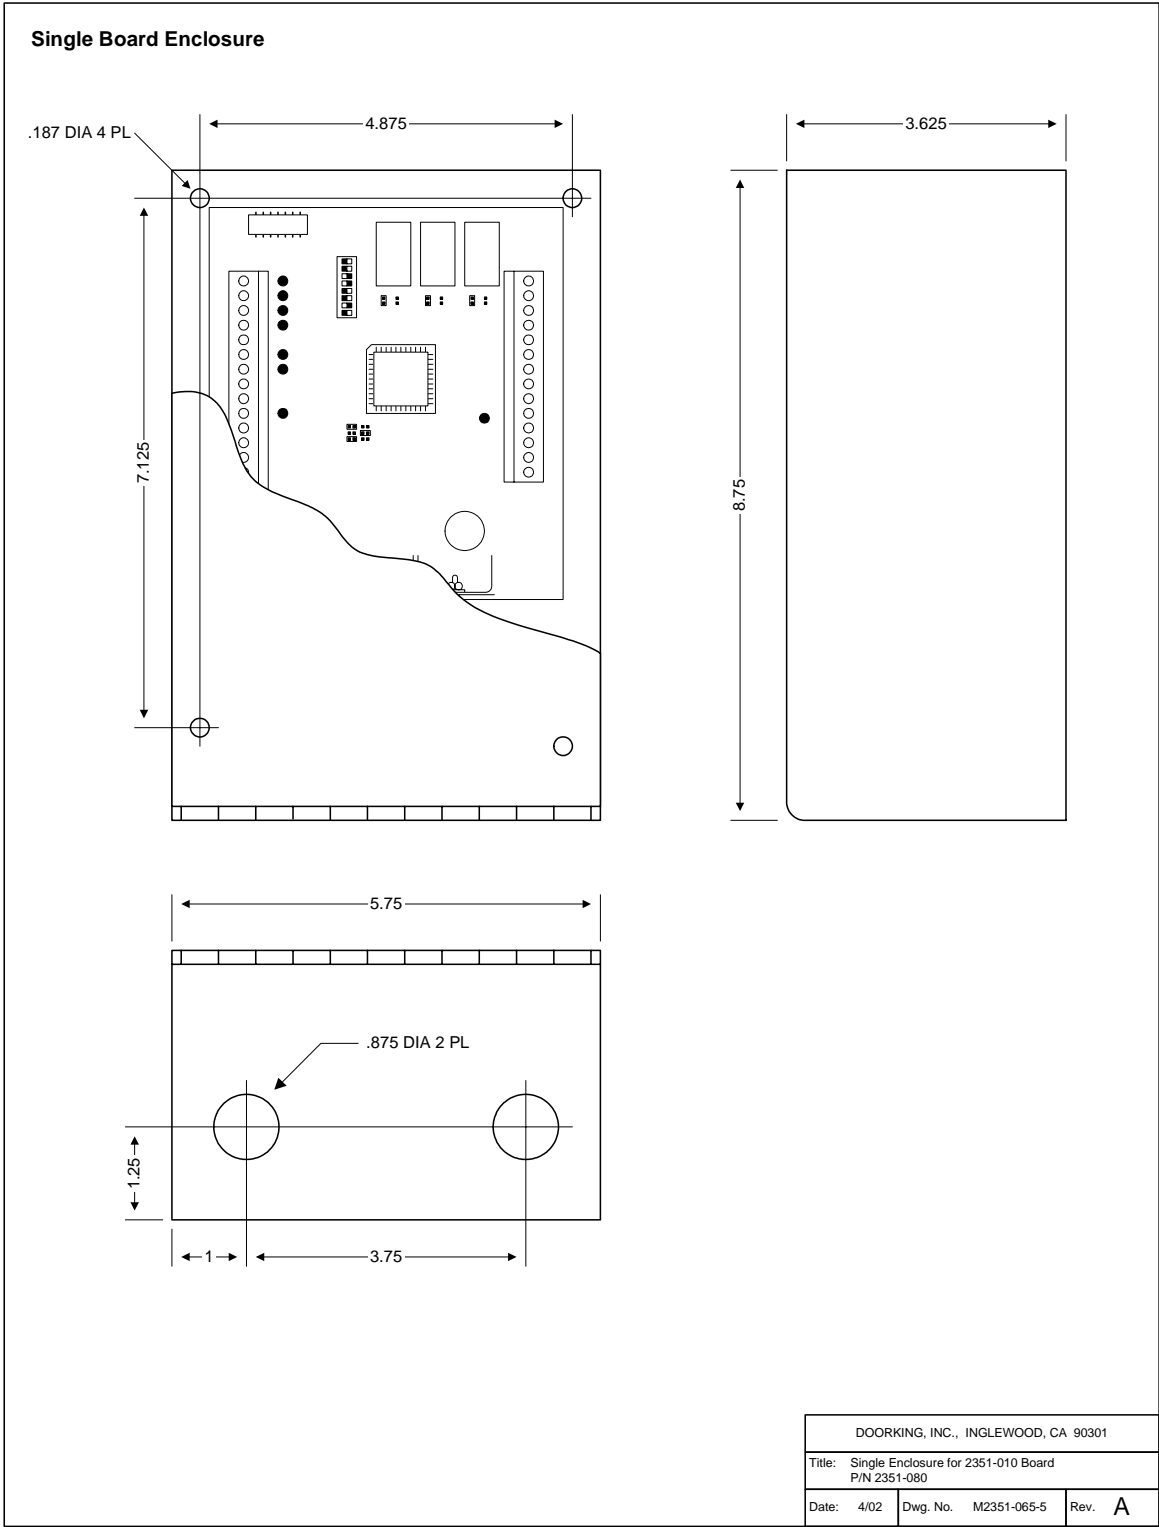 Single Board Enclosure
.187 DIA 4 PL
4.875
3.625
7.125
8.75
5.75
.875 DIA 2 PL
1.25
1
3.75
DOORKING, INC., INGLEWOOD, CA 90301
Title: Single Enclosure for 2351-010 Board
P/N 2351-080
Date: 4/02 Dwg. No. M2351-065-5 Rev. A